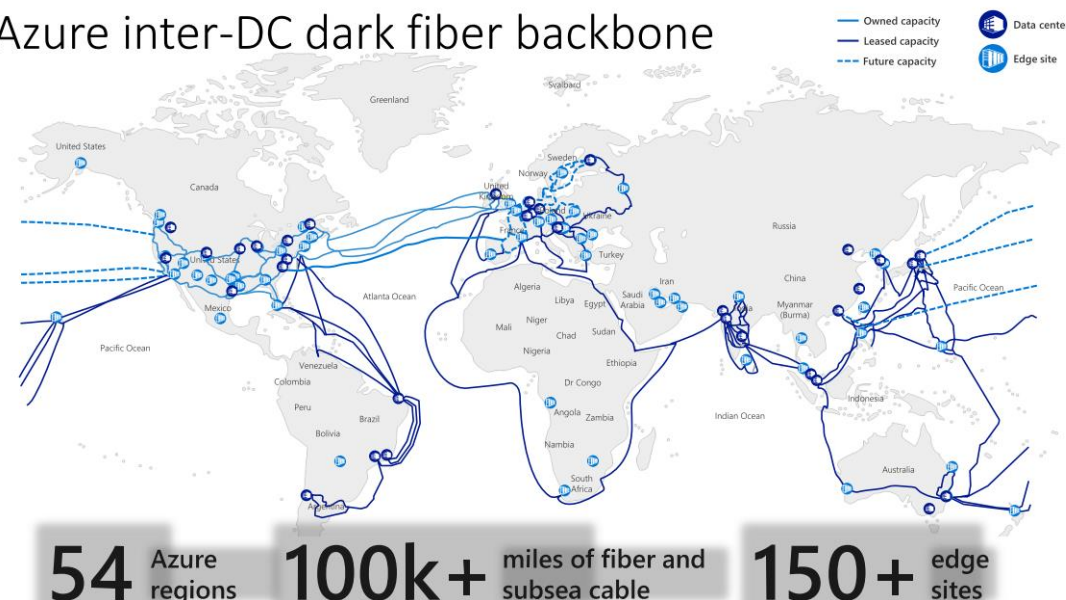 Azure inter-DC dark fiber backbone
Owned capacity
Leased capacity
Future capacity
Data cente
Edge site
Svalbard
Greenland
United States
Sweden
Norway
Canada
United
Kingdom
Poland
Ukraine
Russia
France
Turkey
United States
Iran
China
Pacific Ocean
Algeria
Libya
Egypt
Saudi
Arabia
Atlanta Ocean
Mexico
Myanmar
(Burma)
Mali
Niger
Chad
Sudan
Pacific Ocean
Nigeria
Ethiopia
Venezuela
Colombia
Dr Congo
Indonesia
Peru
Brazil
Angola
Zambia
Indian Ocean
Bolivia
Nambia
Australia
South
Africa
Argentina
54 Azure
regions
100k+ miles of fiber and
subsea cable
150+ edge
sites